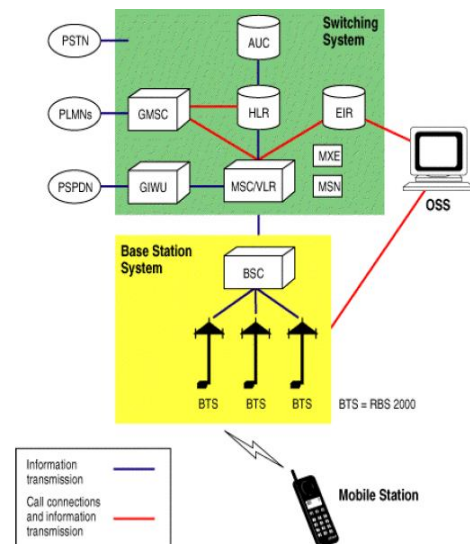 PSTN
AUC
Switching
System
PLMNs
GMSC
HLR
EIR
MXE
PSPDN
GIWU
MSC/VLR
MSN
OSS
Base Station
System
BSC
BTS
BTS
BTS
BTS = RBS 2000
Information
transmission
Call connections
and information
transmission
Mobile Station